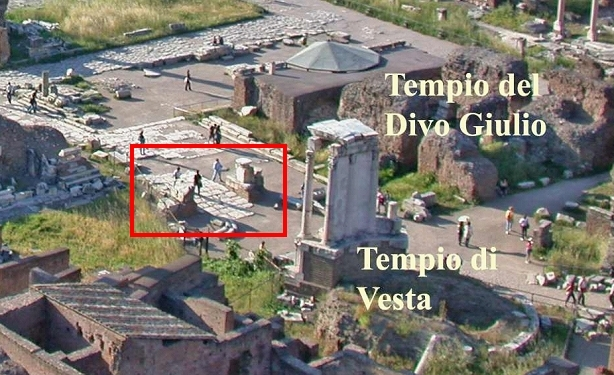 Tempio del
Divo Giulio
Tempio di
Vesta